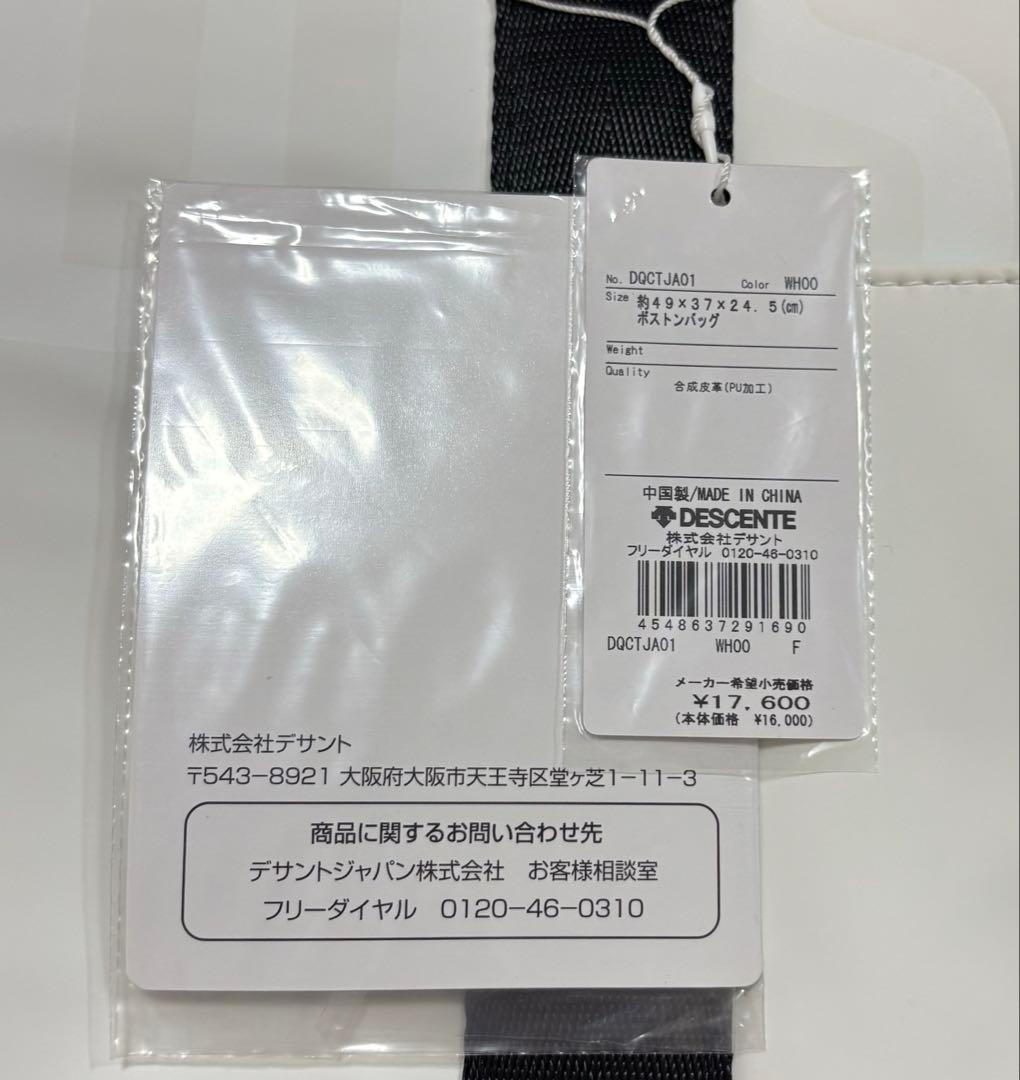 No. DQCTJA01 Color WH00
Size 約49×37×24.5(cm)
ボストンバッグ
Weight
Quality
合成皮革(PU加工)
中国製/MADE IN CHINA
DESCENTE
株式会社デサント
フリーダイヤル 0120-46-0310
4548637291690
DQCTJA01 WH00 F
メーカー希望小売価格
¥17,600
(本体価格 ¥16,000)
株式会社デサント
〒543-8921 大阪府大阪市天王寺区堂ヶ芝1-11-3
商品に関するお問い合わせ先
デサントジャパン株式会社 お客様相談室
フリーダイヤル 0120-46-0310